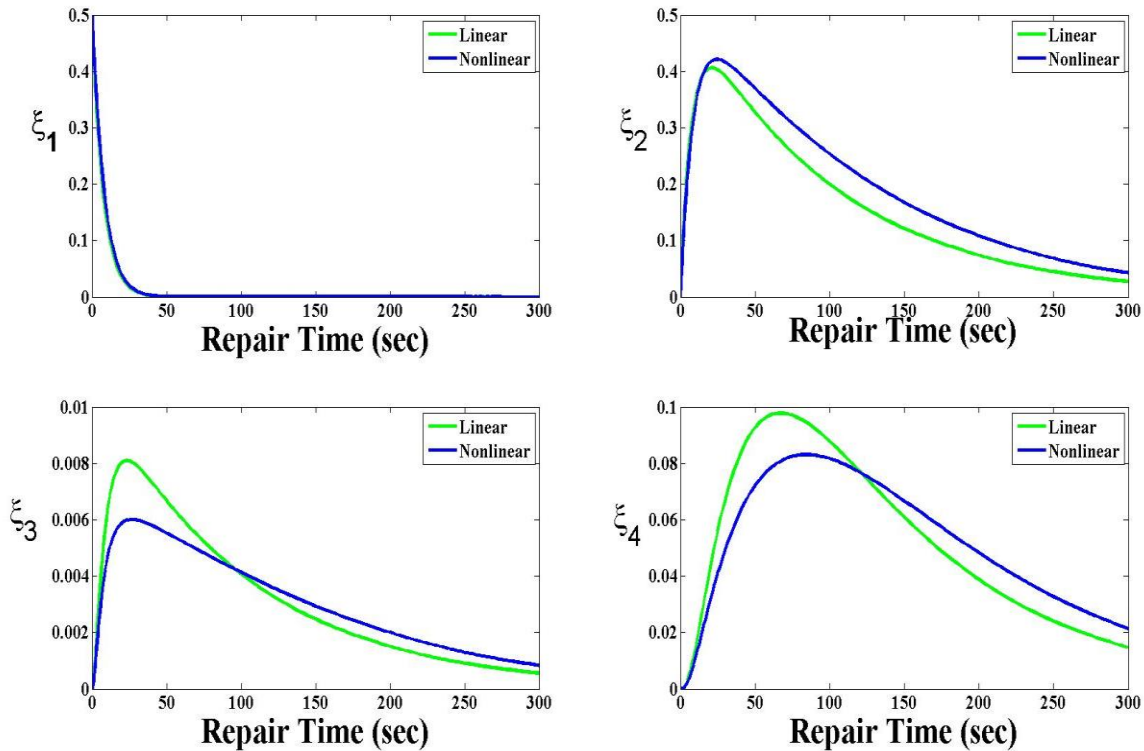 0.5
0.4
0.3
0.2
0.1
0
ξ1
0 50 100 150 200 250 300
Repair Time (sec)
Linear
Nonlinear
0.5
0.4
0.3
0.2
0.1
0
ξ2
0 50 100 150 200 250 300
Repair Time (sec)
Linear
Nonlinear
0.01
0.008
0.006
0.004
0.002
0
ξ3
0 50 100 150 200 250 300
Repair Time (sec)
Linear
Nonlinear
0.1
0.08
0.06
0.04
0.02
0
ξ4
0 50 100 150 200 250 300
Repair Time (sec)
Linear
Nonlinear